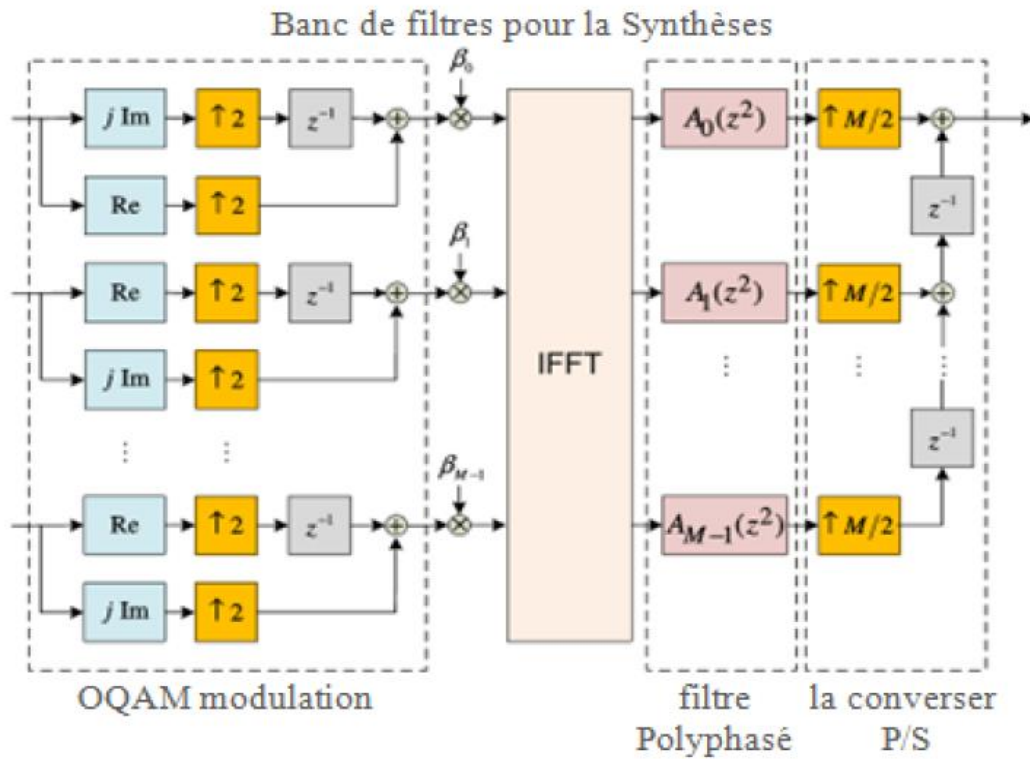 Banc de filtres pour la Synthèses
β₀
j Im ↑2 z⁻¹ A₀(z²) ↑M/2
Re ↑2 z⁻¹
β₁
Re ↑2 z⁻¹ A₁(z²) ↑M/2
IFFT
j Im ↑2
z⁻¹
β_{M-1}
Re ↑2 z⁻¹ A_{M-1}(z²) ↑M/2
j Im ↑2
OQAM modulation
filtre
Polyphasé
la converser
P/S